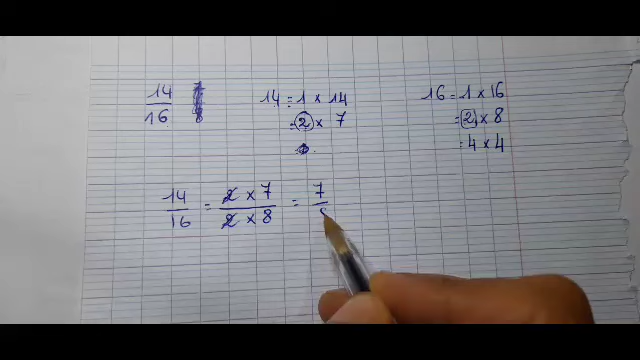 14/16 14 = 1 × 14 16 = 1 × 16
= 2 × 7 = 2 × 8
= 4 × 4
14/16 = 2 × 7 / 2 × 8 = 7/